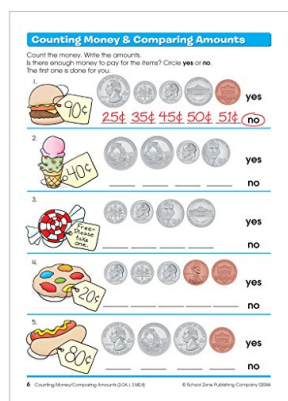 Counting Money & Comparing Amounts
Count the money. Write the amounts.
Is there enough money to pay for the items? Circle yes or no.
The first one is done for you.
1.
90¢
25¢ 35¢ 45¢ 50¢ 51¢
yes
no
2.
40¢
yes
no
3.
Free-
Please
take
one.
yes
no
4.
20¢
yes
no
5.
80¢
yes
no
6 Counting Money/Comparing Amounts
© School Zone Publishing Company